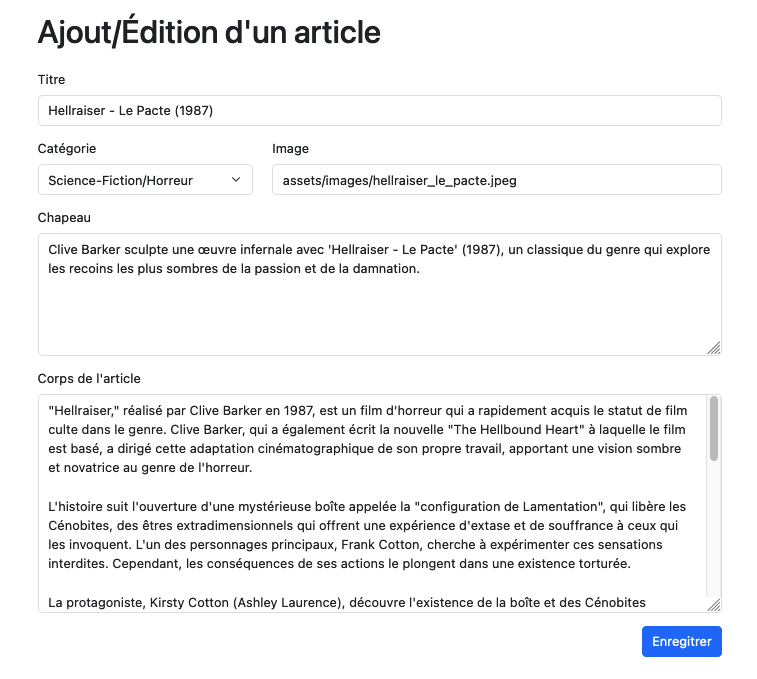 Ajout/Édition d'un article
Titre
Hellraiser - Le Pacte (1987)
Catégorie
Image
Science-Fiction/Horreur
assets/images/hellraiser_le_pacte.jpeg
Chapeau
Clive Barker sculpte une œuvre infernale avec 'Hellraiser - Le Pacte' (1987), un classique du genre qui explore
les recoins les plus sombres de la passion et de la damnation.
Corps de l'article
"Hellraiser," réalisé par Clive Barker en 1987, est un film d'horreur qui a rapidement acquis le statut de film
culte dans le genre. Clive Barker, qui a également écrit la nouvelle "The Hellbound Heart" à laquelle le film
est basé, a dirigé cette adaptation cinématographique de son propre travail, apportant une vision sombre
et novatrice au genre de l'horreur.
L'histoire suit l'ouverture d'une mystérieuse boîte appelée la "configuration de Lamentation", qui libère les
Cénobites, des êtres extradimensionnels qui offrent une expérience d'extase et de souffrance à ceux qui
les invoquent. L'un des personnages principaux, Frank Cotton, cherche à expérimenter ces sensations
interdites. Cependant, les conséquences de ses actions le plongent dans une existence torturée.
La protagoniste, Kirsty Cotton (Ashley Laurence), découvre l'existence de la boîte et des Cénobites
Enregitrer